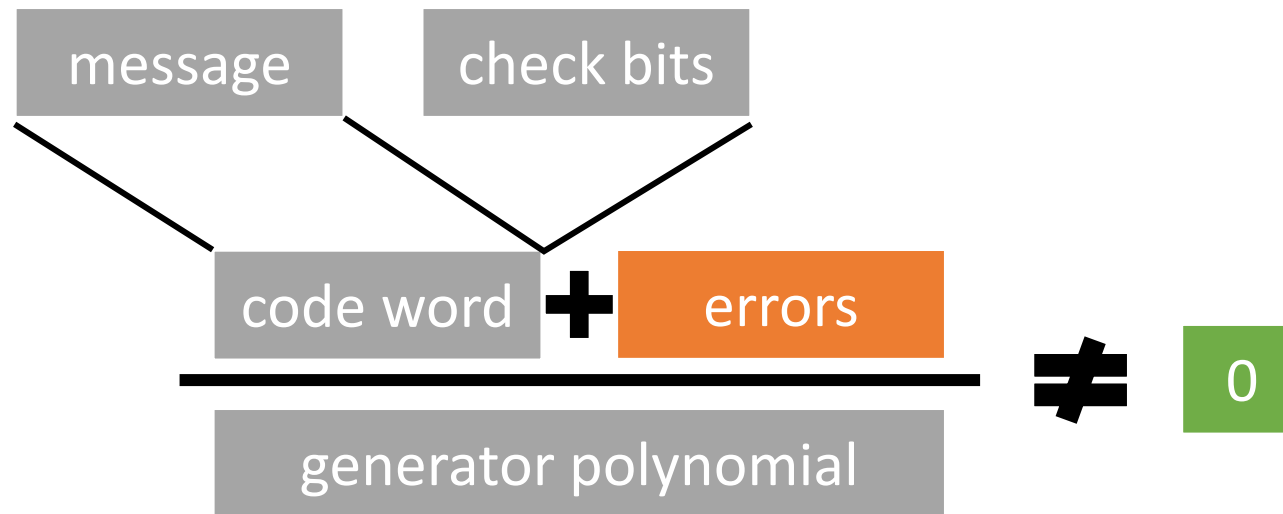 message
check bits
code word + errors
≠ 0
generator polynomial